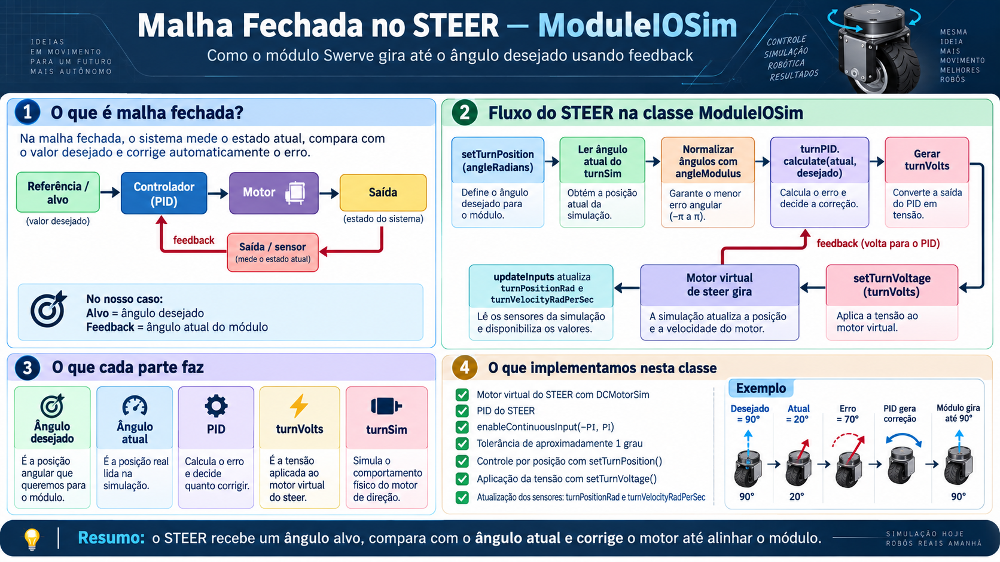 Malha Fechada no STEER — ModuleIOSim
Como o módulo Swerve gira até o ângulo desejado usando feedback
IDEIAS
EM MOVIMENTO
PARA UM FUTURO
MAIS AUTÔNOMO
CONTROLE
SIMULAÇÃO
ROBÓTICA
RESULTADOS
MESMA
IDEIA
MAIS
MOVIMENTO
MELHORES
ROBÔS
1 O que é malha fechada?
Na malha fechada, o sistema mede o estado atual, compara com
o valor desejado e corrige automaticamente o erro.
Referência /
alvo
(valor desejado)
Controlador
(PID)
Motor
Saída
(estado do sistema)
feedback
Saída / sensor
(mede o estado atual)
No nosso caso:
Alvo = ângulo desejado
Feedback = ângulo atual do módulo
2 Fluxo do STEER na classe ModuleIOSim
setTurnPosition
(angleRadians)
Define o ângulo
desejado para
o módulo.
Ler ângulo
atual do
turnSim
Obtém a posição
atual da
simulação.
Normalizar
ângulos com
angleModulus
Garante o menor
erro angular
(−π a π).
turnPID.
calculate(atual,
desejado)
Calcula o erro e
decide a correção.
Gerar
turnVolts
Converte a saída
do PID em
tensão.
feedback (volta para o PID)
updateInputs atualiza
turnPositionRad e
turnVelocityRadPerSec
Lê os sensores da simulação
e disponibiliza os valores.
Motor virtual
de steer gira
A simulação atualiza a posição
e a velocidade do motor.
setTurnVoltage
(turnVolts)
Aplica a tensão ao
motor virtual.
3 O que cada parte faz
Ângulo
desejado
É a posição
angular que
queremos para
o módulo.
Ângulo
atual
É a posição real
lida na
simulação.
PID
Calcula o erro
e decide
quanto corrigir.
turnVolts
É a tensão
aplicada ao
motor virtual
do steer.
turnSim
Simula o
comportamento
físico do motor
de direção.
4 O que implementamos nesta classe
Motor virtual do STEER com DCMotorSim
PID do STEER
enableContinuousInput(−PI, PI)
Tolerância de aproximadamente 1 grau
Controle por posição com setTurnPosition()
Aplicação da tensão com setTurnVoltage()
Atualização dos sensores: turnPositionRad e turnVelocityRadPerSec
Exemplo
Desejado
= 90°
90°
Atual
= 20°
20°
Erro
= 70°
PID gera
correção
Módulo gira
até 90°
90°
Resumo: o STEER recebe um ângulo alvo, compara com o ângulo atual e corrige o motor até alinhar o módulo.
SIMULAÇÃO HOJE
ROBÔS REAIS AMANHÃ